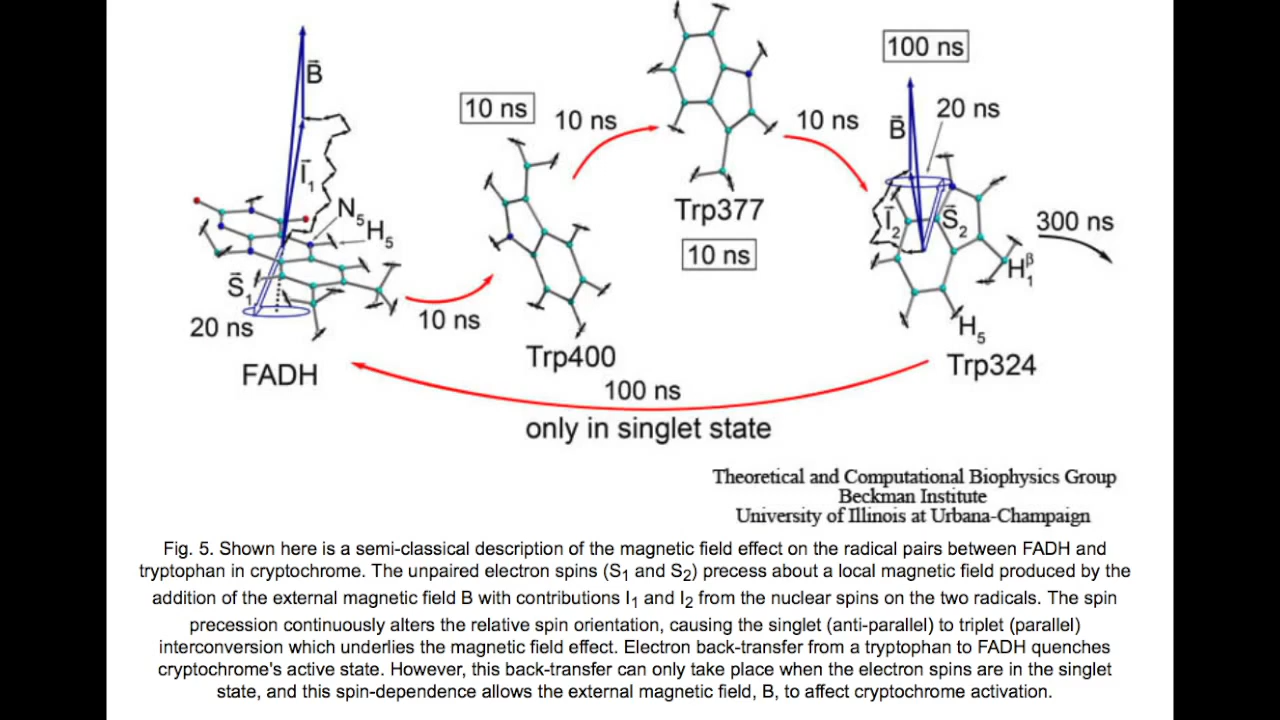 B⃗
I⃗1
N5
H5
S⃗1
20 ns
FADH
10 ns
10 ns
Trp400
10 ns
Trp377
10 ns
10 ns
100 ns
B⃗
20 ns
I⃗2
S⃗2
300 ns
H1β
H5
Trp324
100 ns
only in singlet state
Theoretical and Computational Biophysics Group
Beckman Institute
University of Illinois at Urbana-Champaign
Fig. 5. Shown here is a semi-classical description of the magnetic field effect on the radical pairs between FADH and
tryptophan in cryptochrome. The unpaired electron spins (S1 and S2) precess about a local magnetic field produced by the
addition of the external magnetic field B with contributions I1 and I2 from the nuclear spins on the two radicals. The spin
precession continuously alters the relative spin orientation, causing the singlet (anti-parallel) to triplet (parallel)
interconversion which underlies the magnetic field effect. Electron back-transfer from a tryptophan to FADH quenches
cryptochrome's active state. However, this back-transfer can only take place when the electron spins are in the singlet
state, and this spin-dependence allows the external magnetic field, B, to affect cryptochrome activation.